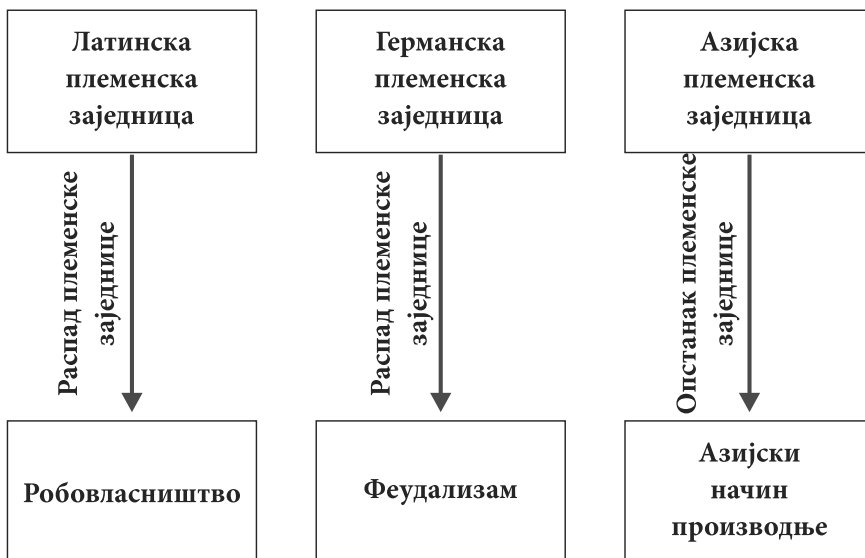 Латинска
племенска
заједница
Германска
племенска
заједница
Азијска
племенска
заједница
Распад племенске
заједнице
Распад племенске
заједнице
Опстанак племенске
заједнице
Робовласништво
Феудализам
Азијски
начин
производње